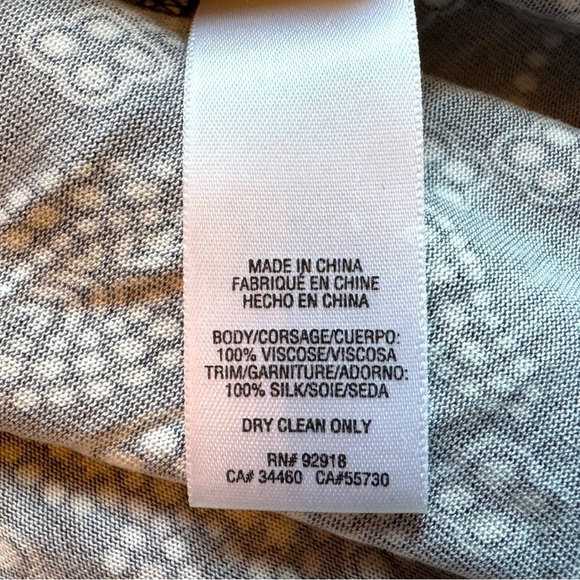 MADE IN CHINA
FABRIQUÉ EN CHINE
HECHO EN CHINA
BODY/CORSAGE/CUERPO:
100% VISCOSE/VISCOSA
TRIM/GARNITURE/ADORNO:
100% SILK/SOIE/SEDA
DRY CLEAN ONLY
RN# 92918
CA# 34460 CA#55730